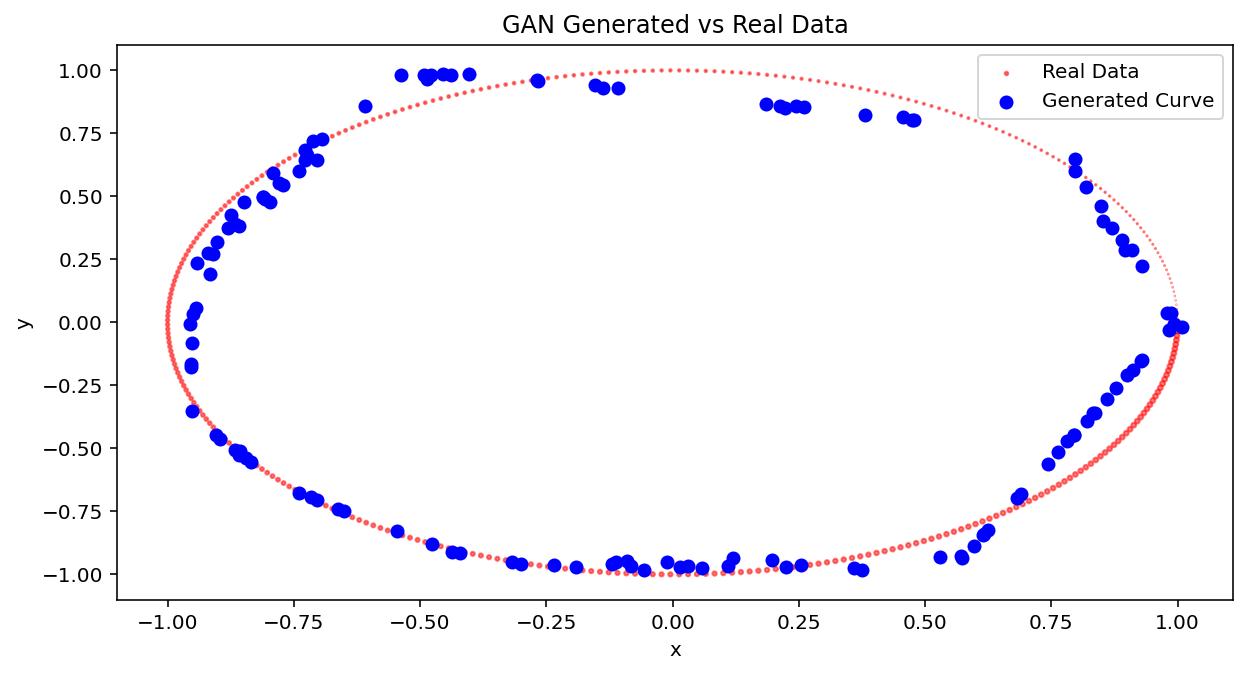 GAN Generated vs Real Data
Real Data
Generated Curve
1.00
0.75
0.50
0.25
0.00
−0.25
−0.50
−0.75
−1.00
y
−1.00 −0.75 −0.50 −0.25 0.00 0.25 0.50 0.75 1.00
x